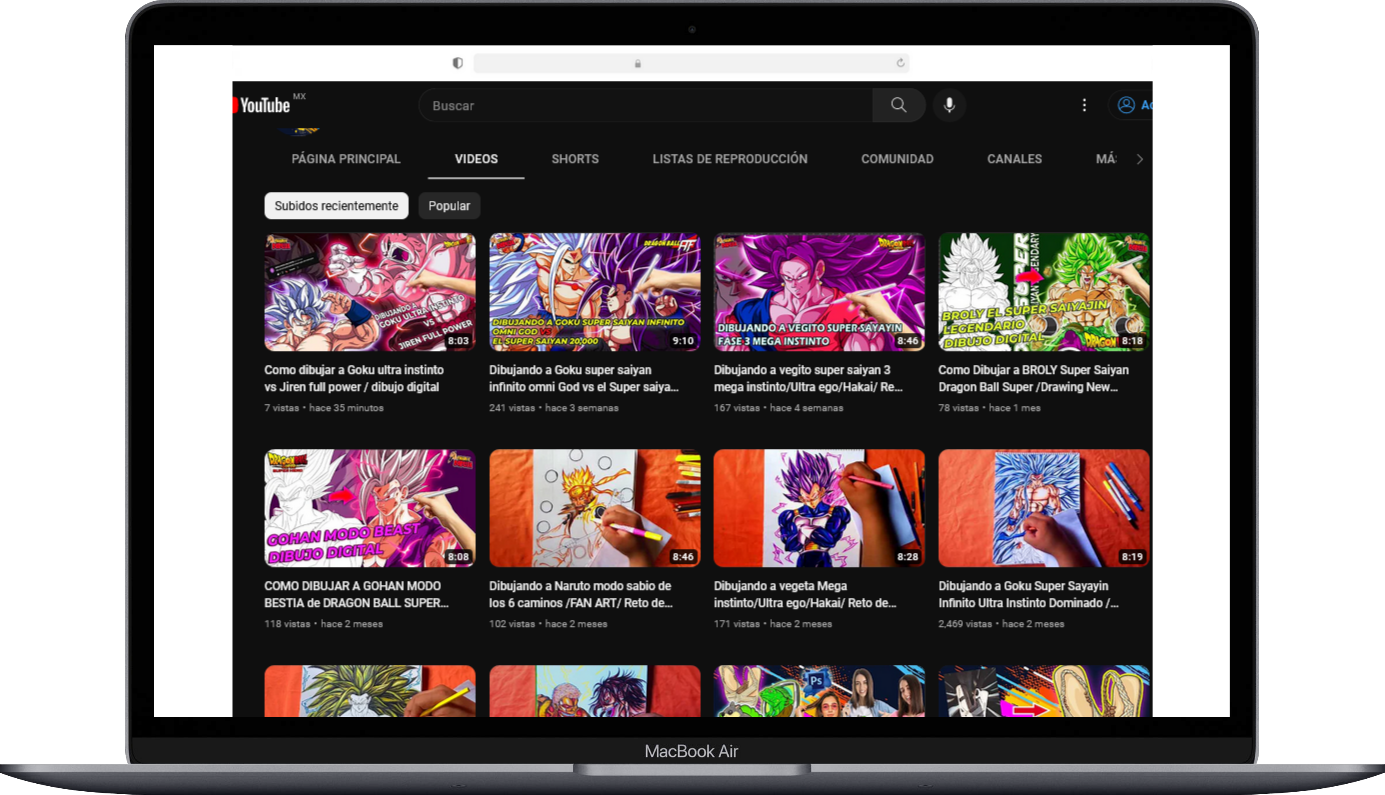 YouTube MX
Buscar
Ac
PÁGINA PRINCIPAL
VIDEOS
SHORTS
LISTAS DE REPRODUCCIÓN
COMUNIDAD
CANALES
MÁ
Subidos recientemente
Popular
DIBUJANDO A
GOKU ULTRA INSUNTO
VS
JIREN FULL POWER
8:03
DRAGON BALL AF
DIBUJANDO A GOKU SUPER SAIYAN INFINITO
OMNI GOD VS
EL SUPER SAIYAN 20,000
9:10
DIBUJANDO A VEGITO SUPER SAYAYIN
FASE 3 MEGA INSTINTO
8:46
BROLY EL SUPER SAIYAJIN
LEGENDARIO
DIBUJO DIGITAL
DRAGON
8:18
Como dibujar a Goku ultra instinto
vs Jiren full power / dibujo digital
7 vistas • hace 35 minutos
Dibujando a Goku super saiyan
infinito omni God vs el Super saiya...
241 vistas • hace 3 semanas
Dibujando a vegito super saiyan 3
mega instinto/Ultra ego/Hakai/ Re...
167 vistas • hace 4 semanas
Como Dibujar a BROLY Super Saiyan
Dragon Ball Super /Drawing New...
78 vistas • hace 1 mes
DRAGON BALL
GOHAN MODO BEAST
DIBUJO DIGITAL
8:08
8:46
8:28
8:19
COMO DIBUJAR A GOHAN MODO
BESTIA de DRAGON BALL SUPER...
118 vistas • hace 2 meses
Dibujando a Naruto modo sabio de
los 6 caminos /FAN ART/ Reto de...
102 vistas • hace 2 meses
Dibujando a vegeta Mega
instinto/Ultra ego/Hakai/ Reto de...
171 vistas • hace 2 meses
Dibujando a Goku Super Sayayin
Infinito Ultra Instinto Dominado /...
2,469 vistas • hace 2 meses
Ps
MacBook Air